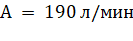 А = 190 л/мин